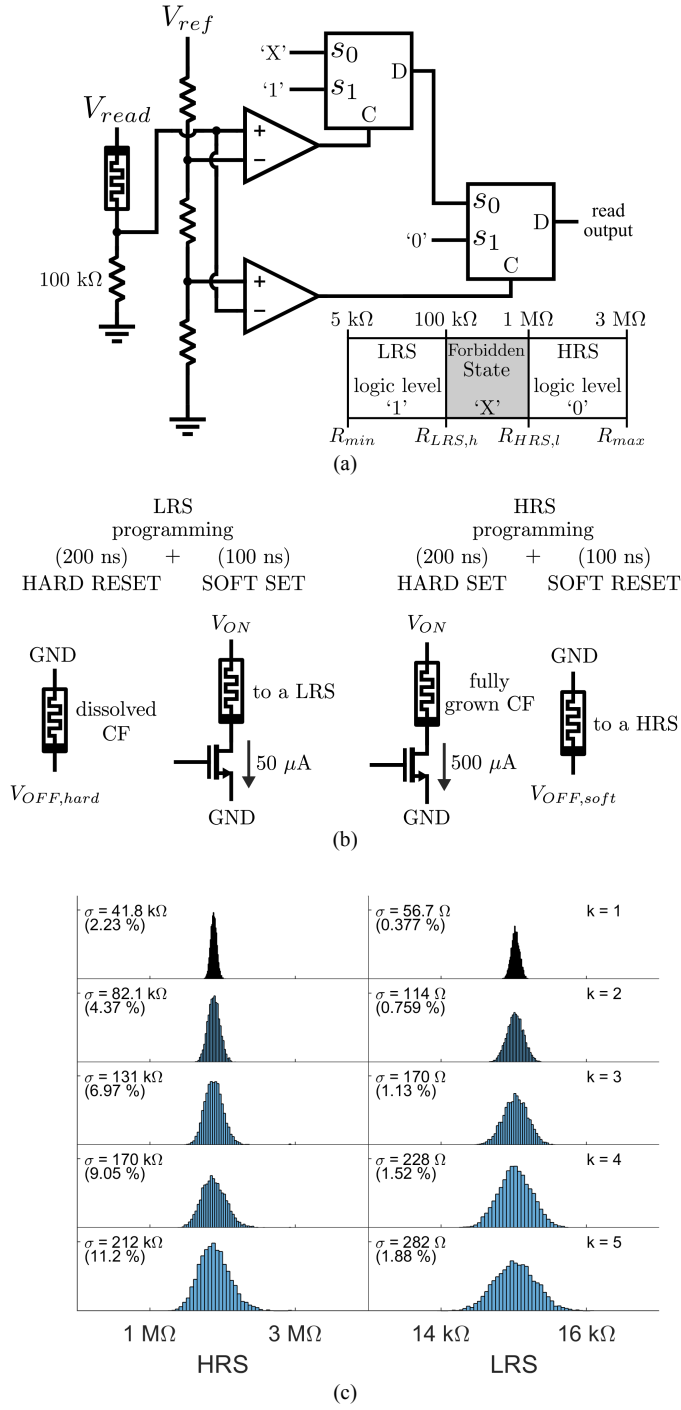 V_ref
'X'
s_0
D
'1'
s_1
C
V_read
+
−
s_0
D
read
output
'0'
s_1
C
100 kΩ
+
−
5 kΩ 100 kΩ 1 MΩ 3 MΩ
LRS Forbidden HRS
State
logic level logic level
'1' 'X' '0'
R_min R_LRS,h R_HRS,l R_max
(a)
LRS
programming
(200 ns) + (100 ns)
HARD RESET SOFT SET
HRS
programming
(200 ns) + (100 ns)
HARD SET SOFT RESET
GND
dissolved
CF
V_OFF,hard
V_ON
to a LRS
50 μA
GND
V_ON
fully
grown CF
500 μA
GND
GND
to a HRS
V_OFF,soft
(b)
σ = 41.8 kΩ
(2.23 %)
σ = 56.7 Ω
(0.377 %)
k = 1
σ = 82.1 kΩ
(4.37 %)
σ = 114 Ω
(0.759 %)
k = 2
σ = 131 kΩ
(6.97 %)
σ = 170 Ω
(1.13 %)
k = 3
σ = 170 kΩ
(9.05 %)
σ = 228 Ω
(1.52 %)
k = 4
σ = 212 kΩ
(11.2 %)
σ = 282 Ω
(1.88 %)
k = 5
1 MΩ 3 MΩ 14 kΩ 16 kΩ
HRS LRS
(c)